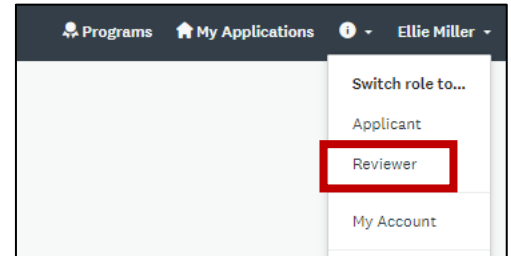 Programs My Applications Ellie Miller
Switch role to...
Applicant
Reviewer
My Account